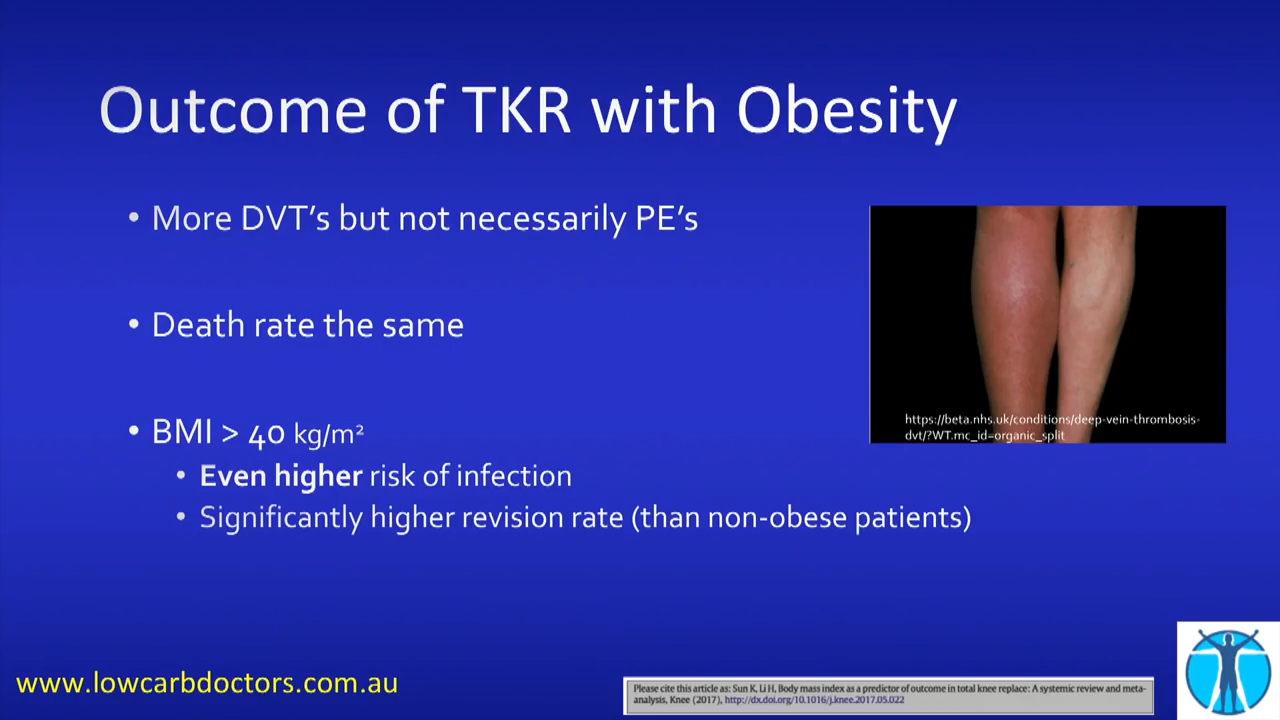 Outcome of TKR with Obesity
• More DVT’s but not necessarily PE’s
• Death rate the same
• BMI > 40 kg/m²
• Even higher risk of infection
• Significantly higher revision rate (than non-obese patients)
https://beta.nhs.uk/conditions/deep-vein-thrombosis-
dvt/?WT.mc_id=organic_split
www.lowcarbdoctors.com.au
Please cite this article as: Sun K, Li H, Body mass index as a predictor of outcome in total knee replace: A systemic review and meta-
analysis, Knee (2017), http://dx.doi.org/10.1016/j.knee.2017.05.022